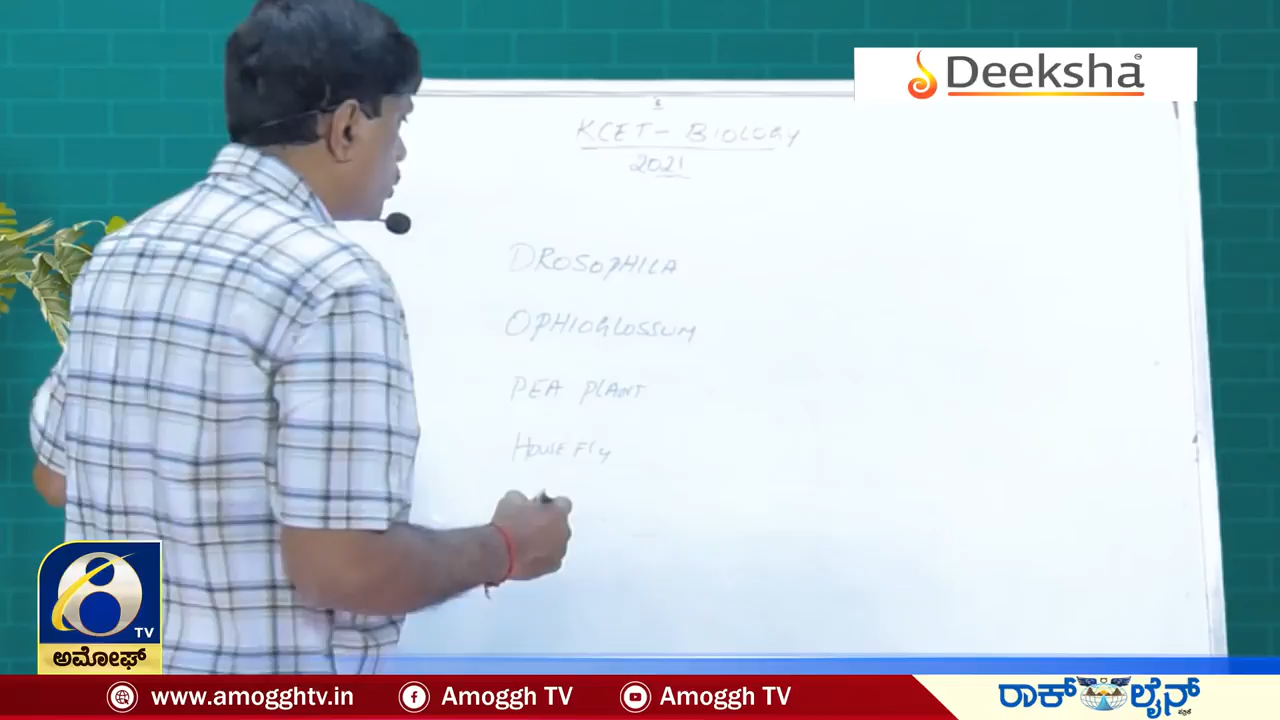 Deeksha
KCET - BIOLOGY
2021
DROSOPHILA
OPHIOGLOSSUM
PEA PLANT
HOUSE FLY
TV
ಅಮೋಘ್
www.amogghtv.in
Amoggh TV
Amoggh TV
ರಾಕ್ ಲೈನ್